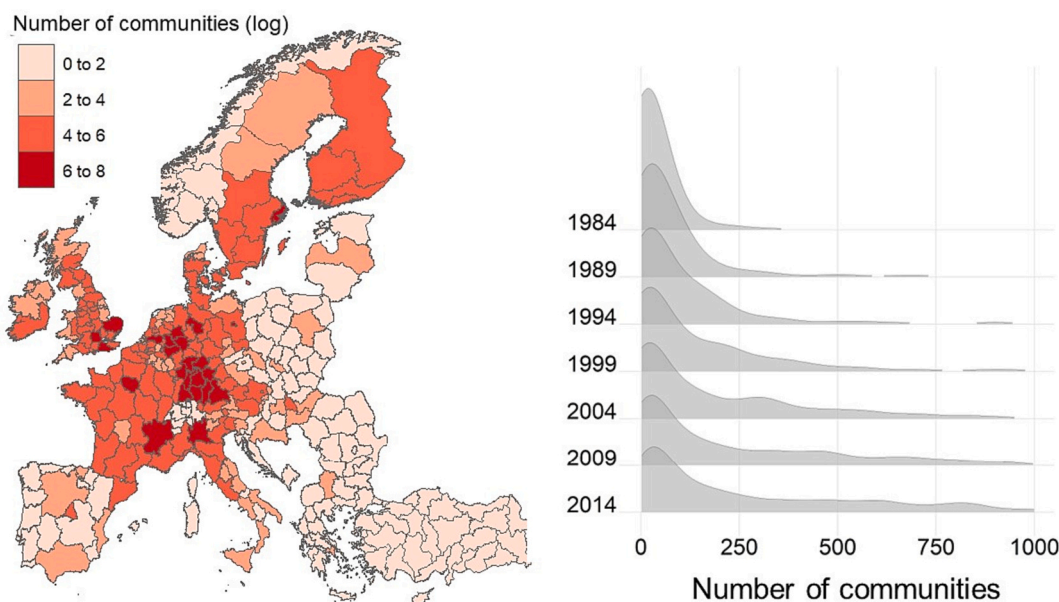 Number of communities (log)
0 to 2
2 to 4
4 to 6
6 to 8
1984
1989
1994
1999
2004
2009
2014
0 250 500 750 1000
Number of communities